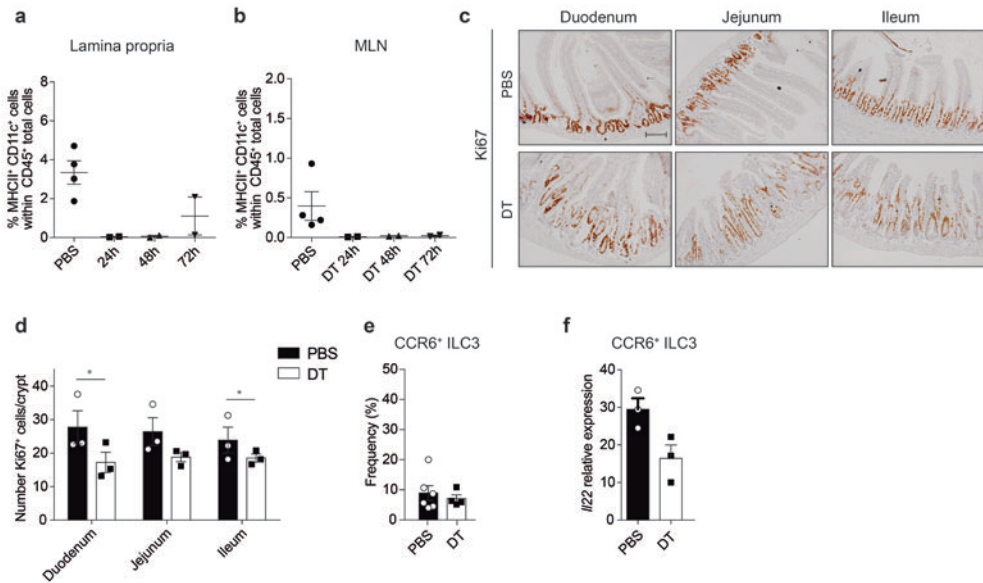 a
Lamina propria
% MHCII⁺ CD11c⁺ cells
within CD45⁺ total cells
8
6
4
2
0
PBS
24h
48h
72h
b
MLN
% MHCII⁺ CD11c⁺ cells
within CD45⁺ total cells
2.0
1.5
1.0
0.5
0.0
PBS
DT 24h
DT 48h
DT 72h
c
Duodenum
Jejunum
Ileum
Ki67
PBS
DT
d
Number Ki67⁺ cells/crypt
40
30
20
10
0
*
*
Duodenum
Jejunum
Ileum
PBS
DT
e
CCR6⁺ ILC3
Frequency (%)
50
40
30
20
10
0
PBS
DT
f
CCR6⁺ ILC3
Il22 relative expression
40
30
20
10
0
PBS
DT